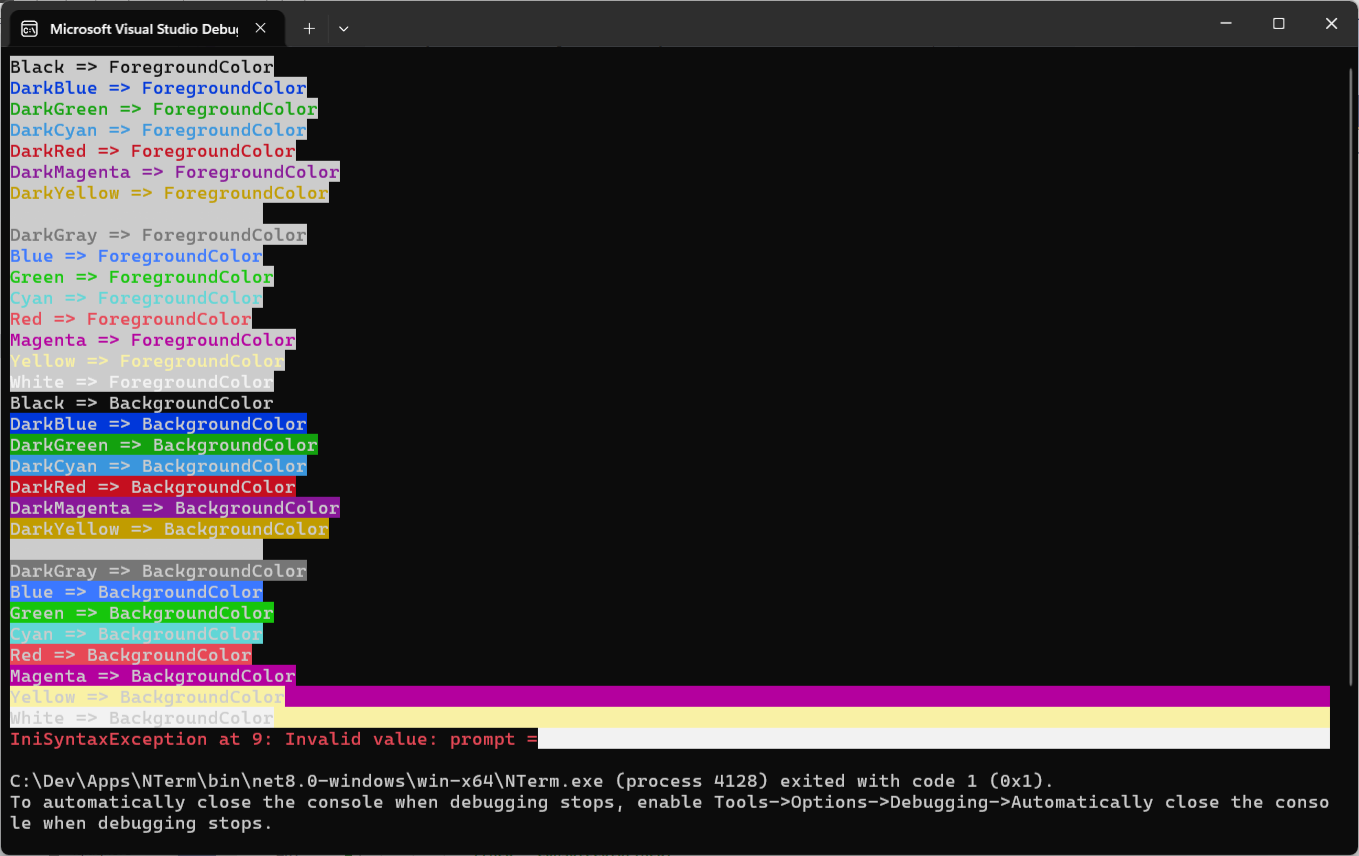 Microsoft Visual Studio Debu
Black => ForegroundColor
DarkBlue => ForegroundColor
DarkGreen => ForegroundColor
DarkCyan => ForegroundColor
DarkRed => ForegroundColor
DarkMagenta => ForegroundColor
DarkYellow => ForegroundColor
DarkGray => ForegroundColor
Blue => ForegroundColor
Green => ForegroundColor
Cyan => ForegroundColor
Red => ForegroundColor
Magenta => ForegroundColor
Yellow => ForegroundColor
White => ForegroundColor
Black => BackgroundColor
DarkBlue => BackgroundColor
DarkGreen => BackgroundColor
DarkCyan => BackgroundColor
DarkRed => BackgroundColor
DarkMagenta => BackgroundColor
DarkYellow => BackgroundColor
DarkGray => BackgroundColor
Blue => BackgroundColor
Green => BackgroundColor
Cyan => BackgroundColor
Red => BackgroundColor
Magenta => BackgroundColor
Yellow => BackgroundColor
White => BackgroundColor
IniSyntaxException at 9: Invalid value: prompt =
C:\Dev\Apps\NTerm\bin\net8.0-windows\win-x64\NTerm.exe (process 4128) exited with code 1 (0x1).
To automatically close the console when debugging stops, enable Tools->Options->Debugging->Automatically close the conso
le when debugging stops.